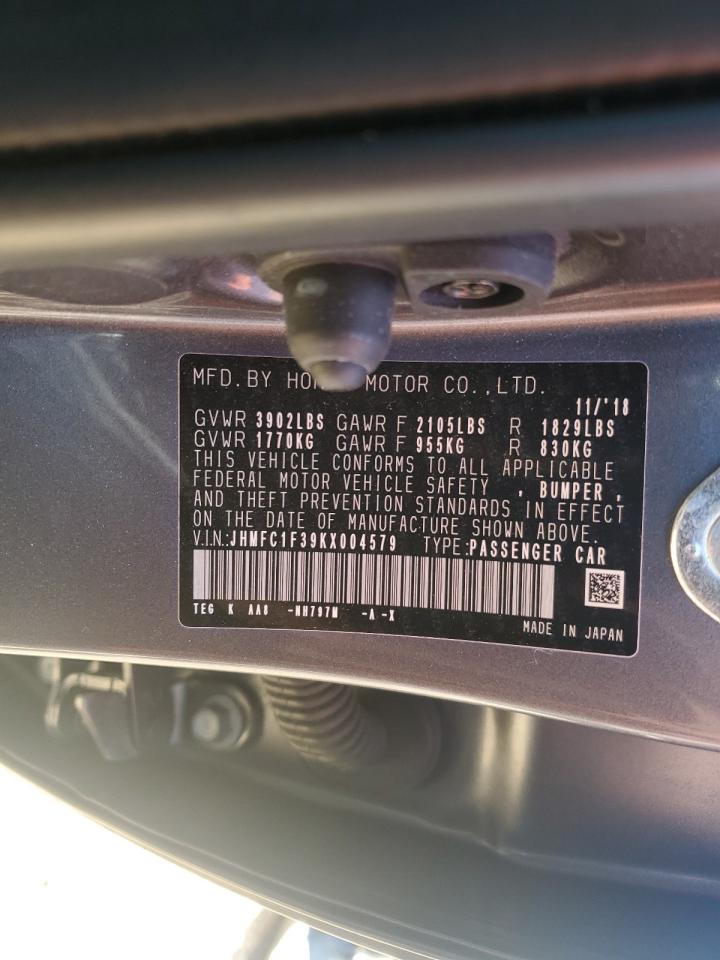 MFD. BY MOTOR CO.,LTD.
11/'18
GVWR 3902LBS GAWR F 2105LBS R 1829LBS
GVWR 1770KG GAWR F 955KG R 830KG
THIS VEHICLE CONFORMS TO ALL APPLICABLE
FEDERAL MOTOR VEHICLE SAFETY , BUMPER ,
AND THEFT PREVENTION STANDARDS IN EFFECT
ON THE DATE OF MANUFACTURE SHOWN ABOVE.
V.I.N.:JHMFC1F39KX004579 TYPE:PASSENGER CAR
TEG K AA8 -NH797M -A -X
MADE IN JAPAN